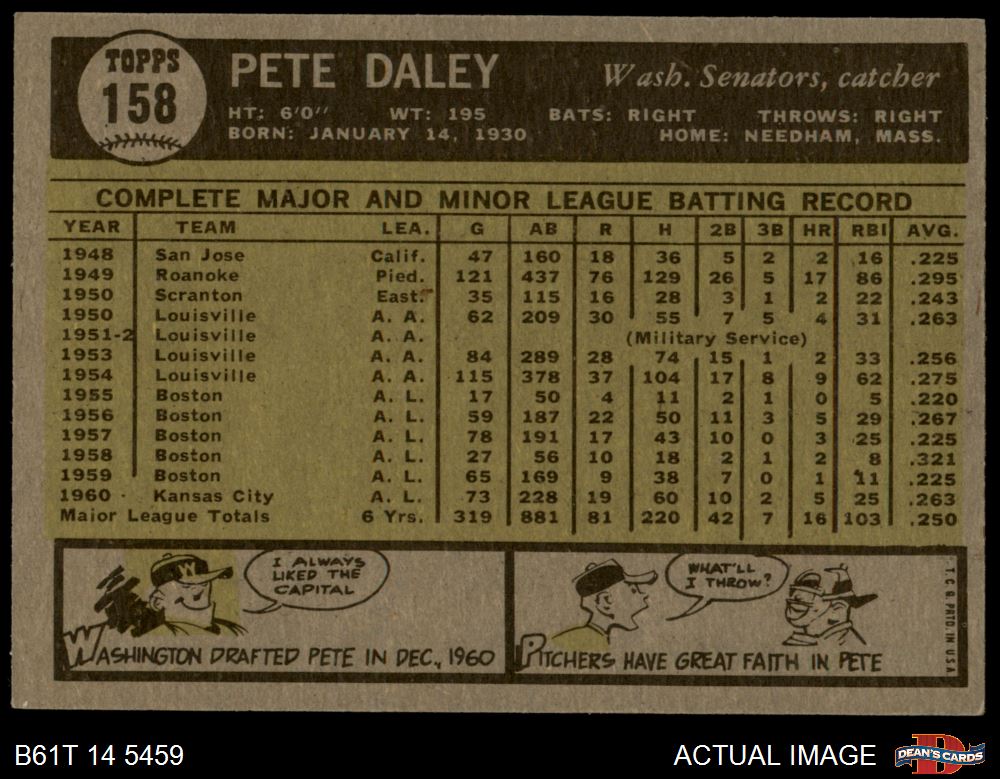 TOPPS
158
PETE DALEY
Wash. Senators, catcher
HT: 6'0" WT: 195 BATS: RIGHT THROWS: RIGHT
BORN: JANUARY 14, 1930 HOME: NEEDHAM, MASS.
COMPLETE MAJOR AND MINOR LEAGUE BATTING RECORD
YEAR TEAM LEA. G AB R H 2B 3B HR RBI AVG.
1948 San Jose Calif. 47 160 18 36 5 2 2 16 .225
1949 Roanoke Pied. 121 437 76 129 26 5 17 86 .295
1950 Scranton East. 35 115 16 28 3 1 2 22 .243
1950 Louisville A. A. 62 209 30 55 7 5 4 31 .263
1951-2 Louisville A. A. (Military Service)
1953 Louisville A. A. 84 289 28 74 15 1 2 33 .256
1954 Louisville A. A. 115 378 37 104 17 8 9 62 .275
1955 Boston A. L. 17 50 4 11 2 1 0 5 .220
1956 Boston A. L. 59 187 22 50 11 3 5 29 .267
1957 Boston A. L. 78 191 17 43 10 0 3 25 .225
1958 Boston A. L. 27 56 10 18 2 1 2 8 .321
1959 Boston A. L. 65 169 9 38 7 0 1 11 .225
1960 Kansas City A. L. 73 228 19 60 10 2 5 25 .263
Major League Totals 6 Yrs. 319 881 81 220 42 7 16 103 .250
W
I ALWAYS
LIKED THE
CAPITAL
WASHINGTON DRAFTED PETE IN DEC., 1960
WHAT'LL
I THROW?
PITCHERS HAVE GREAT FAITH IN PETE
T. C. G. PRTD. IN U.S.A.
B61T 14 5459
ACTUAL IMAGE
D
DEAN'S CARDS